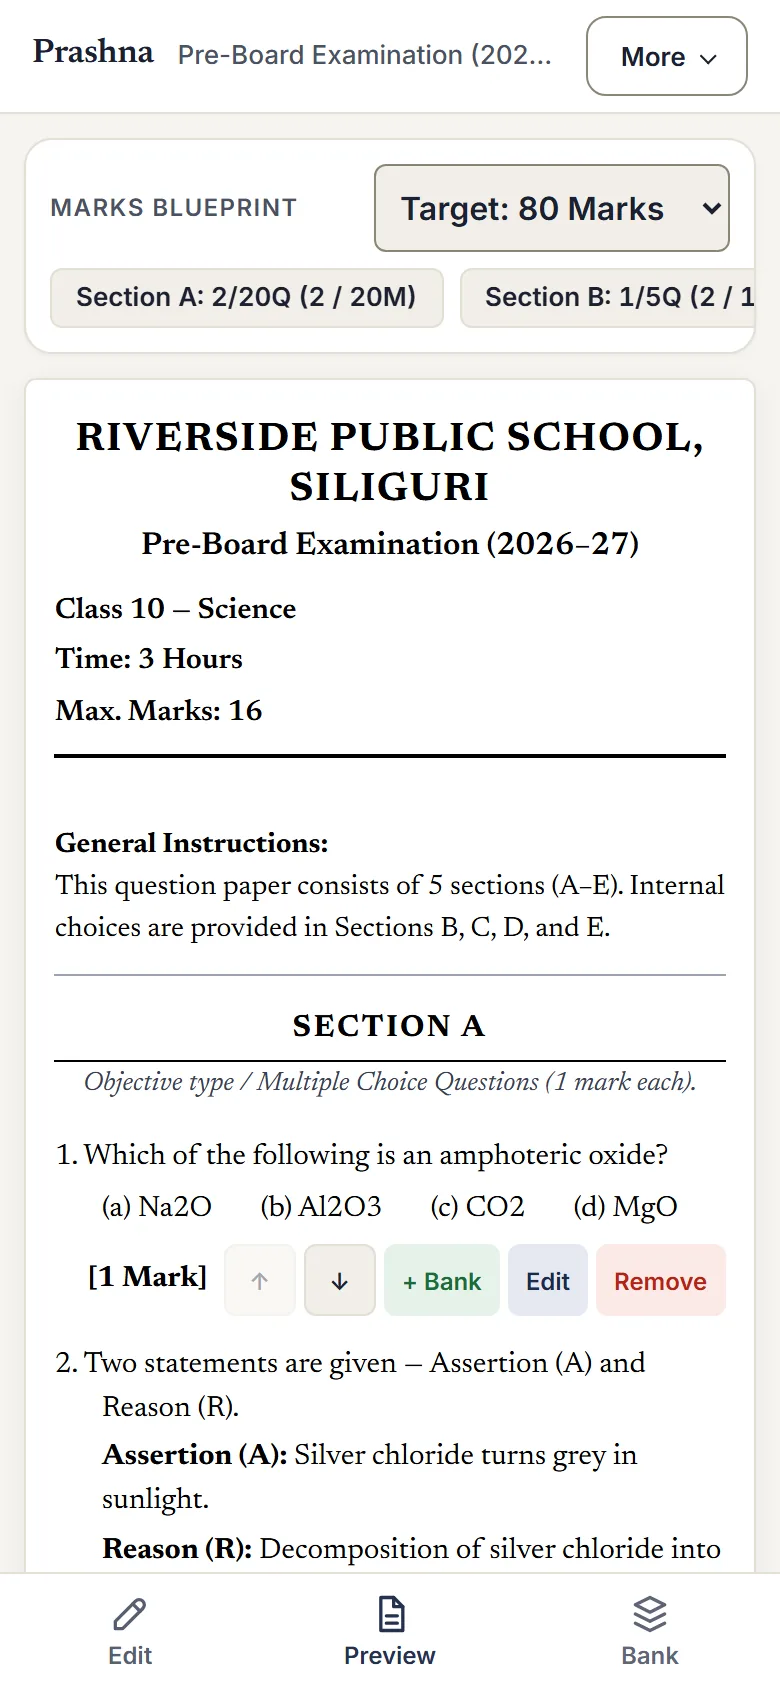 Prashna Pre-Board Examination (202... More
MARKS BLUEPRINT Target: 80 Marks
Section A: 2/20Q (2 / 20M) Section B: 1/5Q (2 / 1
RIVERSIDE PUBLIC SCHOOL,
SILIGURI
Pre-Board Examination (2026–27)
Class 10 – Science
Time: 3 Hours
Max. Marks: 16
General Instructions:
This question paper consists of 5 sections (A–E). Internal
choices are provided in Sections B, C, D, and E.
SECTION A
Objective type / Multiple Choice Questions (1 mark each).
1. Which of the following is an amphoteric oxide?
(a) Na2O (b) Al2O3 (c) CO2 (d) MgO
[1 Mark] ↑ ↓ + Bank Edit Remove
2. Two statements are given – Assertion (A) and
Reason (R).
Assertion (A): Silver chloride turns grey in
sunlight.
Reason (R): Decomposition of silver chloride into
Edit Preview Bank